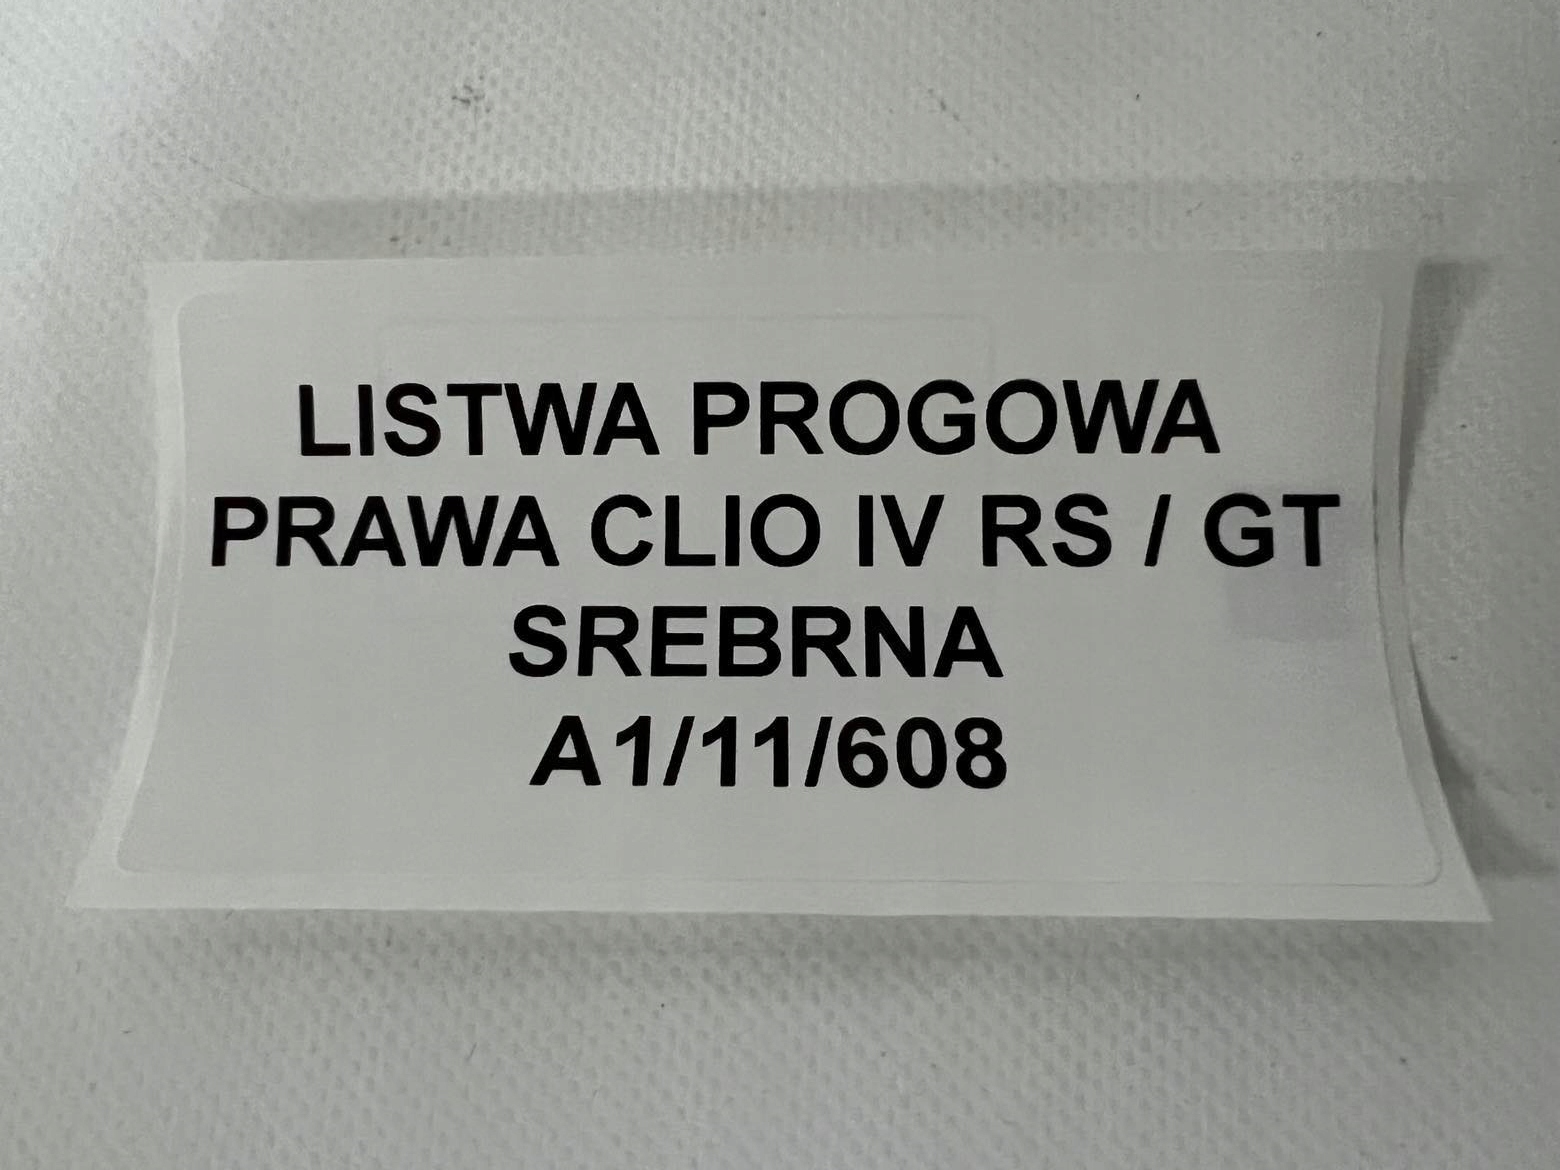 LISTWA PROGOWA
PRAWA CLIO IV RS / GT
SREBRNA
A1/11/608